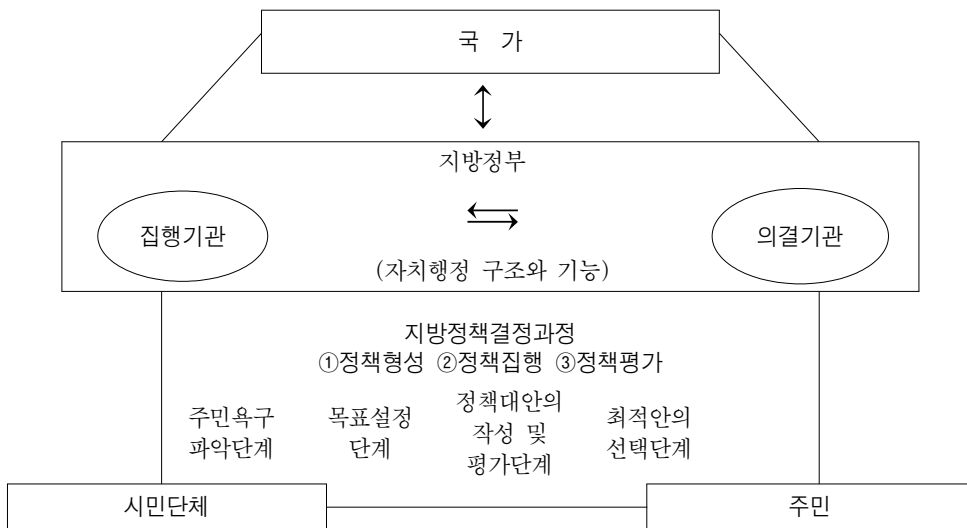 국 가
지방정부
집행기관
의결기관
(자치행정 구조와 기능)
지방정책결정과정
①정책형성 ②정책집행 ③정책평가
주민욕구
파악단계
목표설정
단계
정책대안의
작성 및
평가단계
최적안의
선택단계
시민단체
주민